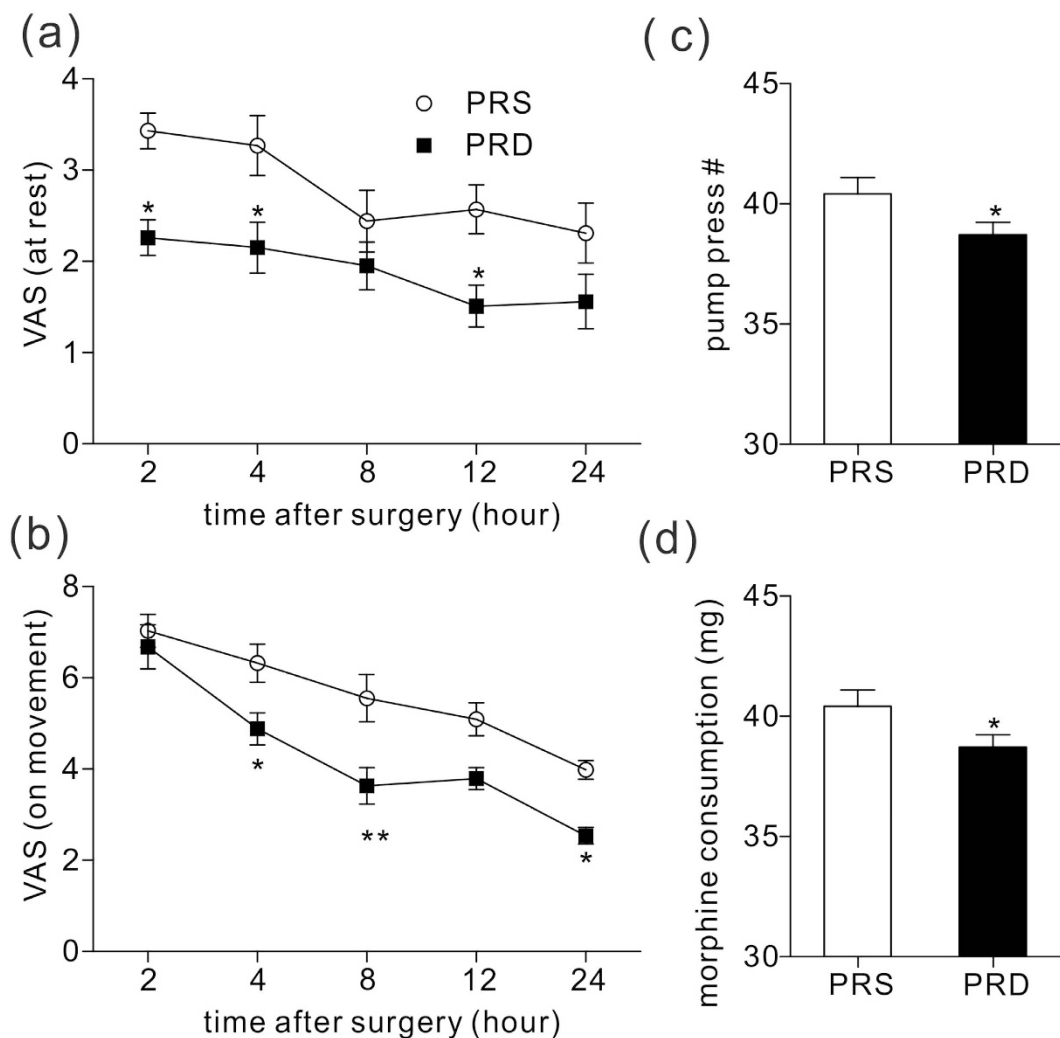 (a)
VAS (at rest)
4
3
2
1
0
PRS
PRD
*
*
*
2 4 8 12 24
time after surgery (hour)
(b)
VAS (on movement)
8
6
4
2
0
*
**
*
2 4 8 12 24
time after surgery (hour)
( c)
pump press #
45
40
35
30
*
PRS PRD
(d)
morphine consumption (mg)
45
40
35
30
*
PRS PRD